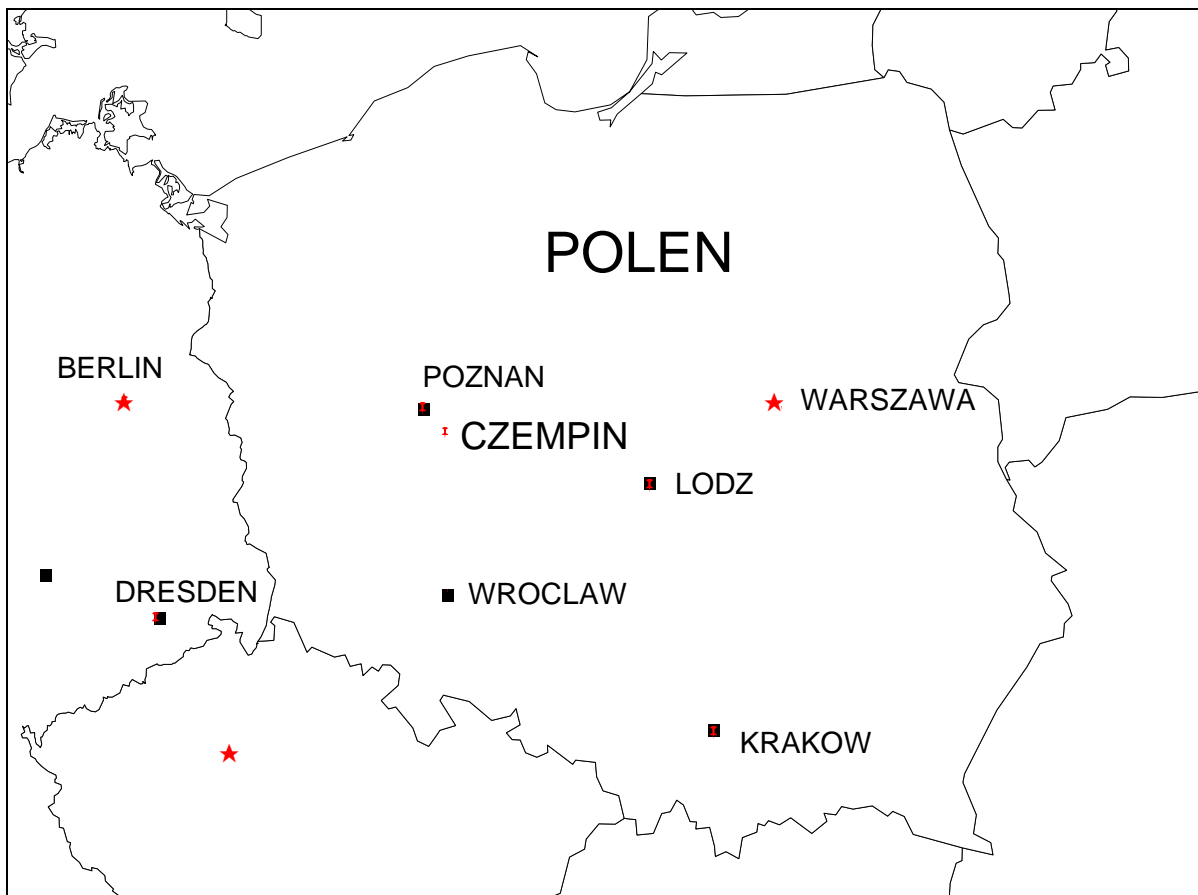 POLEN
BERLIN
POZNAN
WARSZAWA
CZEMPIN
LODZ
DRESDEN
WROCLAW
KRAKOW